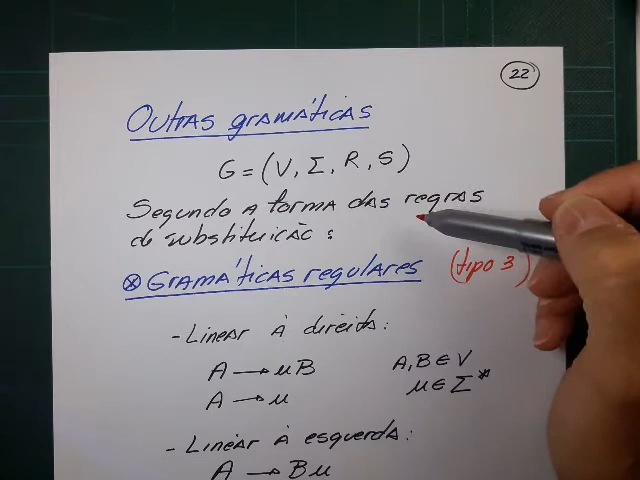 22
Outras gramáticas
G = (V, Σ, R, S)
Segundo a forma das regras
de substituição:
⊗ Gramáticas regulares (tipo 3)
- Linear à direita:
A → uB A, B ∈ V
A → u u ∈ Σ*
- Linear à esquerda:
A → Bu